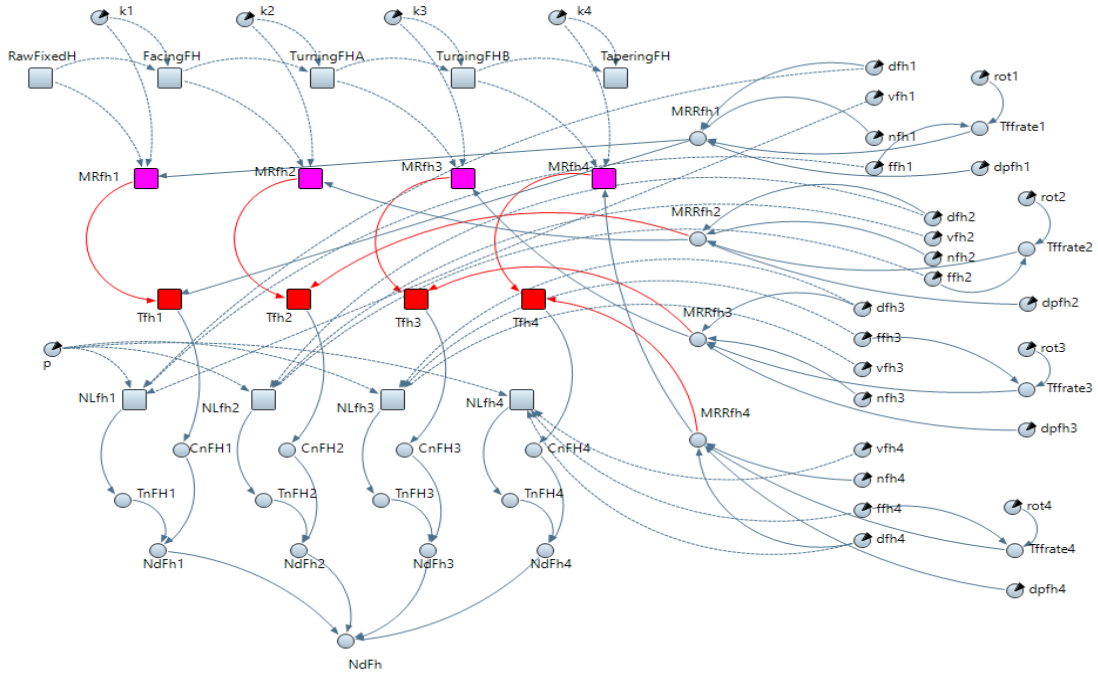 k1
k2
k3
k4
RawFixedH
FacingFH
TurningFHA
TurningFHB
TaperingFH
dfh1
rot1
vfh1
MRRfh1
Tffrate1
nfh1
MRfh1
MRfh2
MRfh3
MRfh4
ffh1
dpfh1
rot2
MRRfh2
dfh2
vfh2
Tffrate2
nfh2
ffh2
Tfh1
Tfh2
Tfh3
Tfh4
MRRfh3
dfh3
dpfh2
ffh3
rot3
p
vfh3
Tffrate3
NLfh1
NLfh2
NLfh3
NLfh4
nfh3
MRRfh4
dpfh3
CnFH1
CnFH2
CnFH3
CnFH4
vfh4
nfh4
TnFH1
TnFH2
TnFH3
TnFH4
ffh4
rot4
dfh4
Tffrate4
NdFh1
NdFh2
NdFh3
NdFh4
dpfh4
NdFh